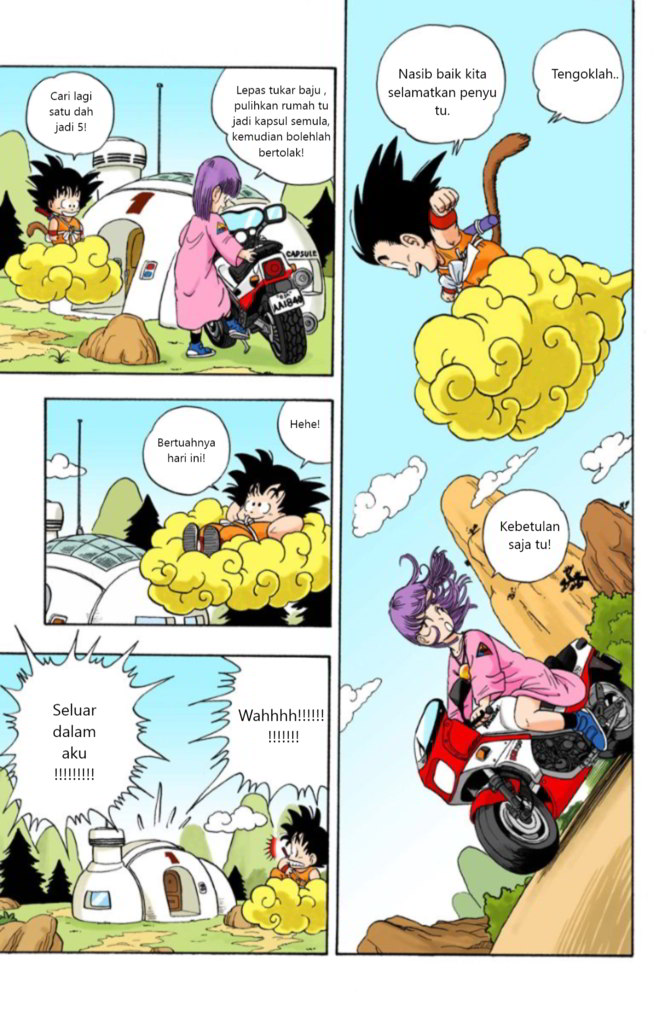 Tengoklah..
Nasib baik kita
selamatkan penyu
tu.
Kebetulan
saja tu!
Lepas tukar baju ,
pulihkan rumah tu
jadi kapsul semula,
kemudian bolehlah
bertolak!
Cari lagi
satu dah
jadi 5!
CAPSULE
Hehe!
Bertuahnya
hari ini!
Wahhhh!!!!!!
!!!!!!!
Seluar
dalam
aku
!!!!!!!!!